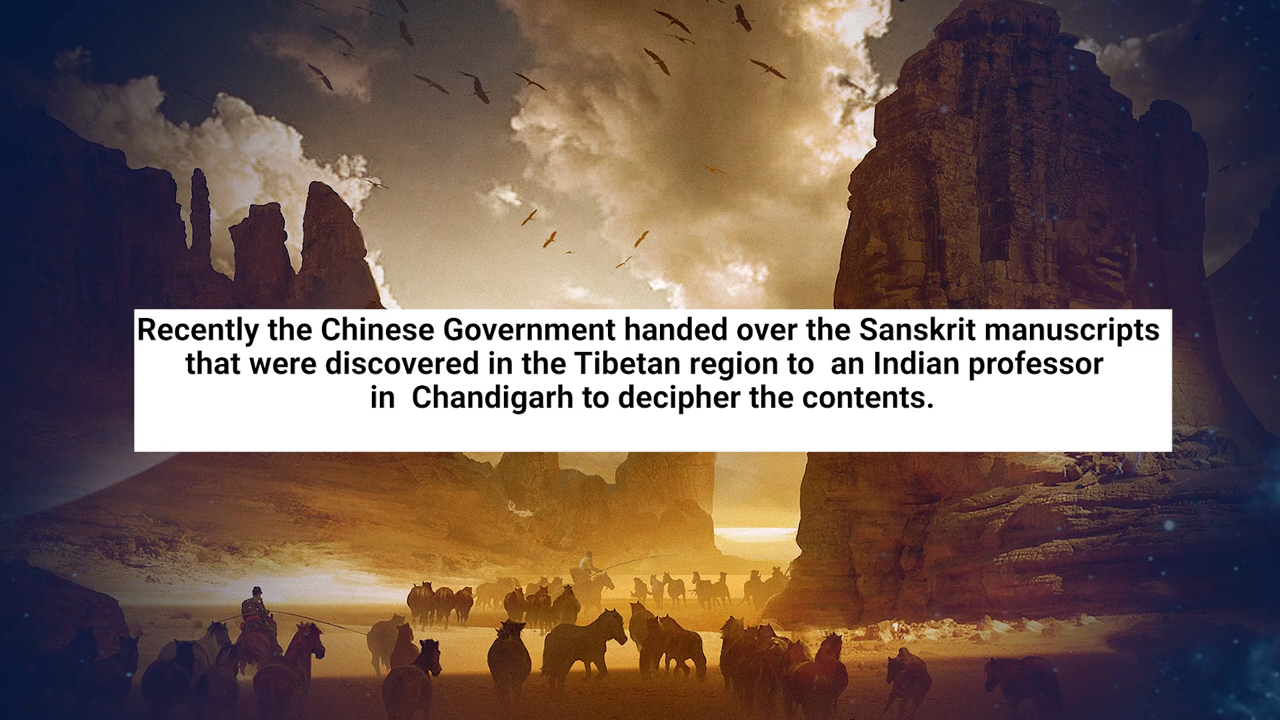 Recently the Chinese Government handed over the Sanskrit manuscripts
that were discovered in the Tibetan region to  an Indian professor
in  Chandigarh to decipher the contents.